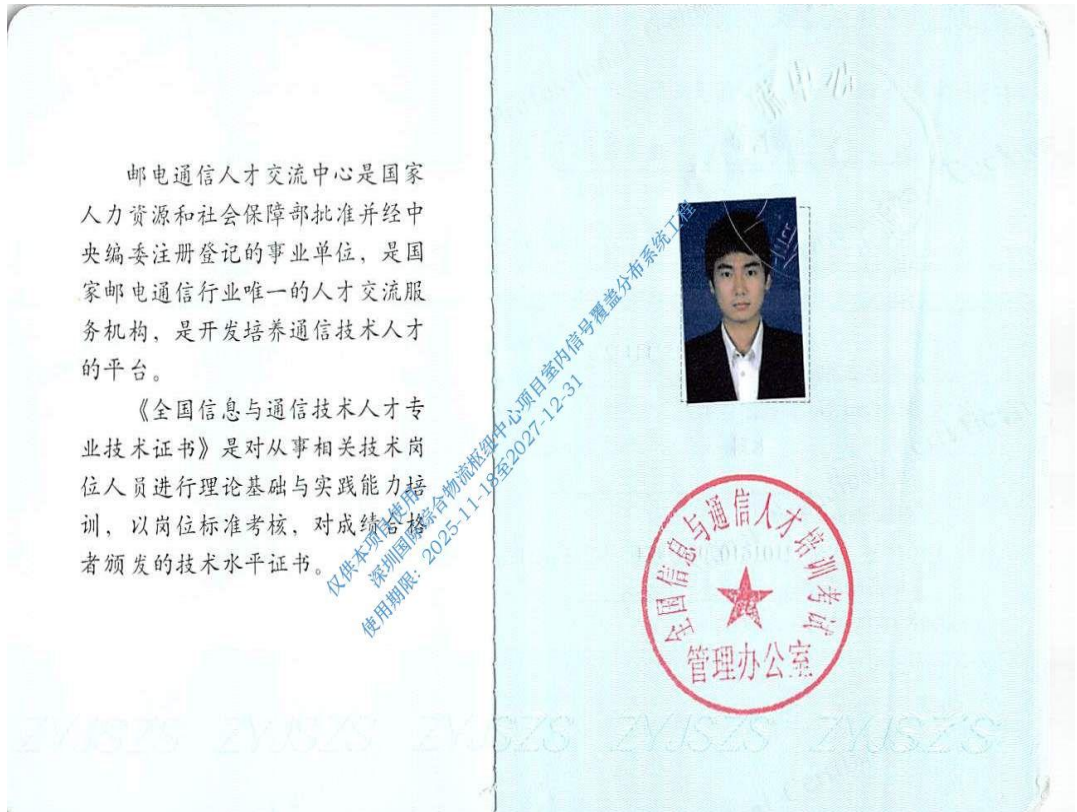 邮电通信人才交流中心是国家
人力资源和社会保障部批准并经中
央编委注册登记的事业单位，是国
家邮电通信行业唯一的人才交流服
务机构，是开发培养通信技术人才
的平台。
《全国信息与通信技术人才专
业技术证书》是对从事相关技术岗
位人员进行理论基础与实践能力培
训，以岗位标准考核，对成绩合格
者颁发的技术水平证书。
仅供本项目使用
深圳国际综合物流枢纽中心项目室内信号覆盖分布系统工程
使用期限：2025-11-18至2027-12-31
流中心
全国信息与通信人才培训考试
管理办公室
ZYJSZS ZYJSZS ZYJSZS ZYJSZS ZYJSZS